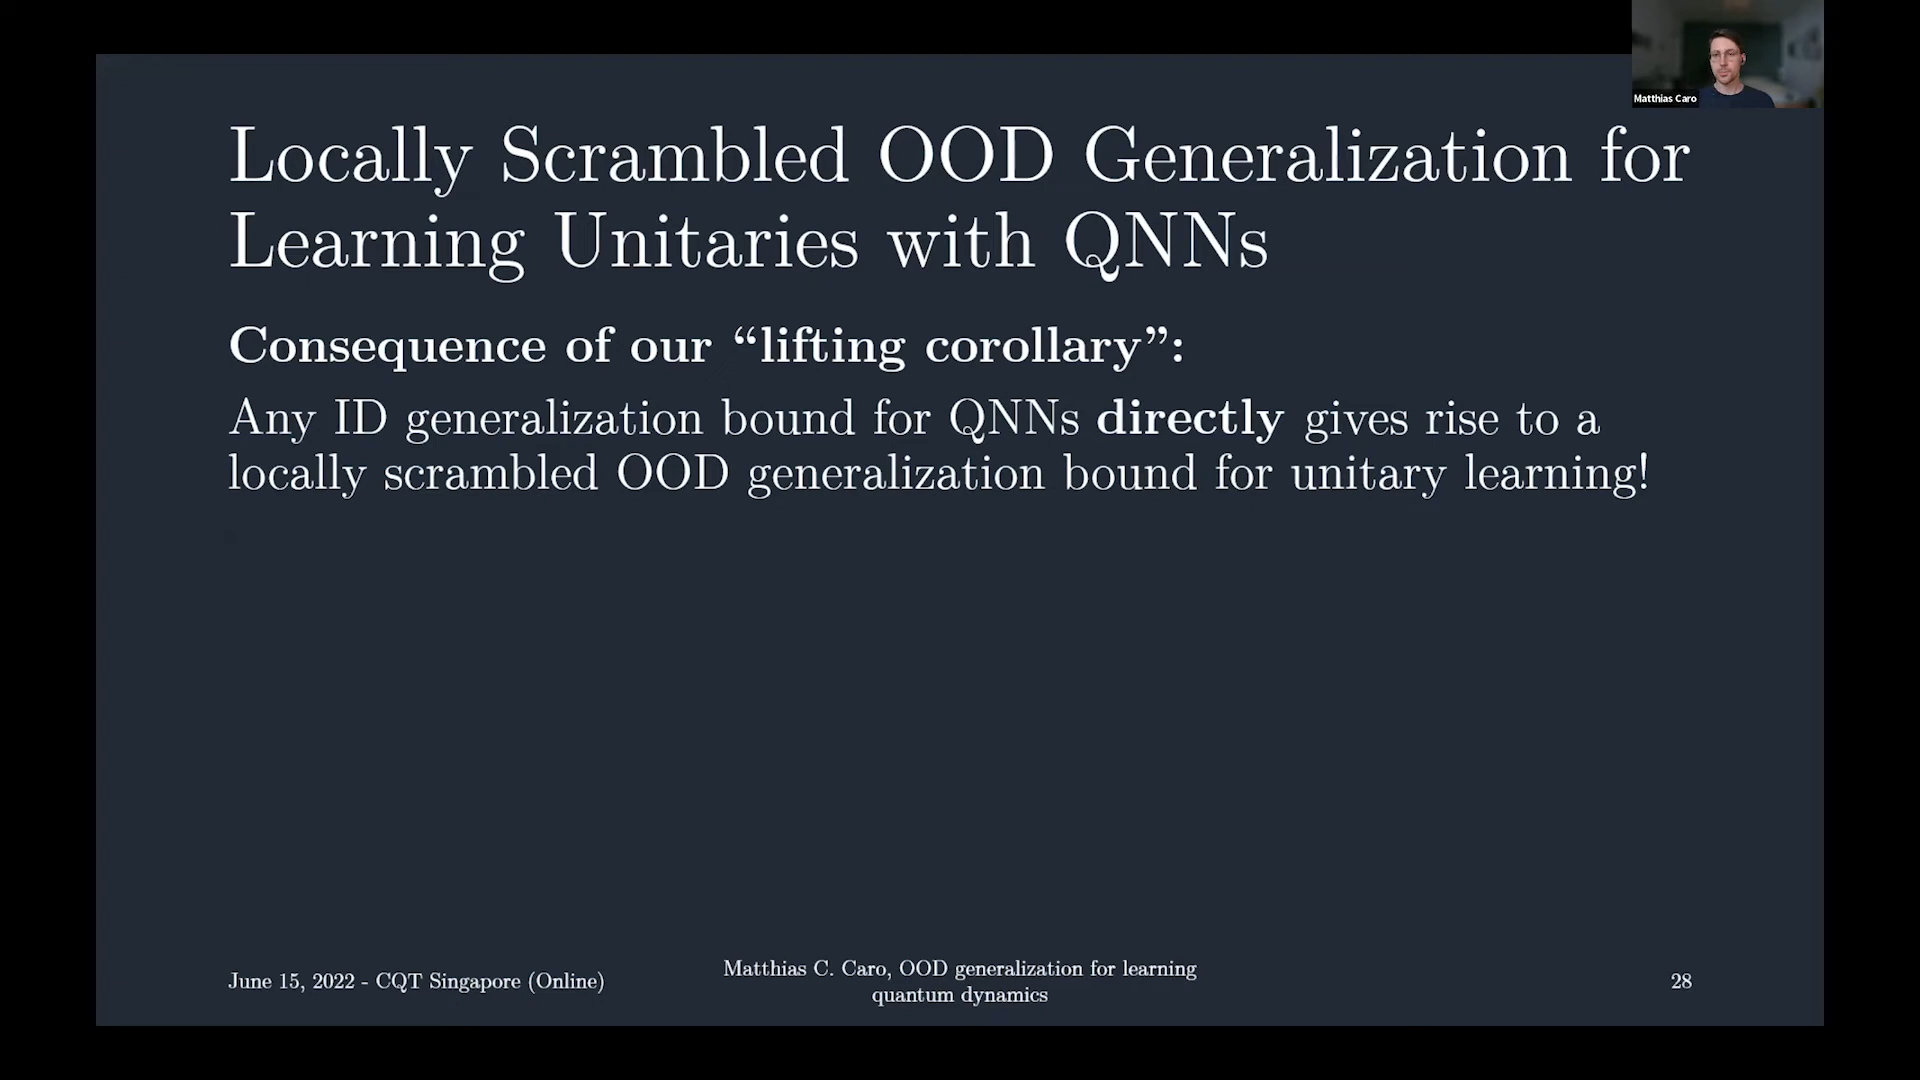 Matthias Caro
Locally Scrambled OOD Generalization for
Learning Unitaries with QNNs
Consequence of our “lifting corollary”:
Any ID generalization bound for QNNs directly gives rise to a
locally scrambled OOD generalization bound for unitary learning!
June 15, 2022 - CQT Singapore (Online)
Matthias C. Caro, OOD generalization for learning
quantum dynamics
28